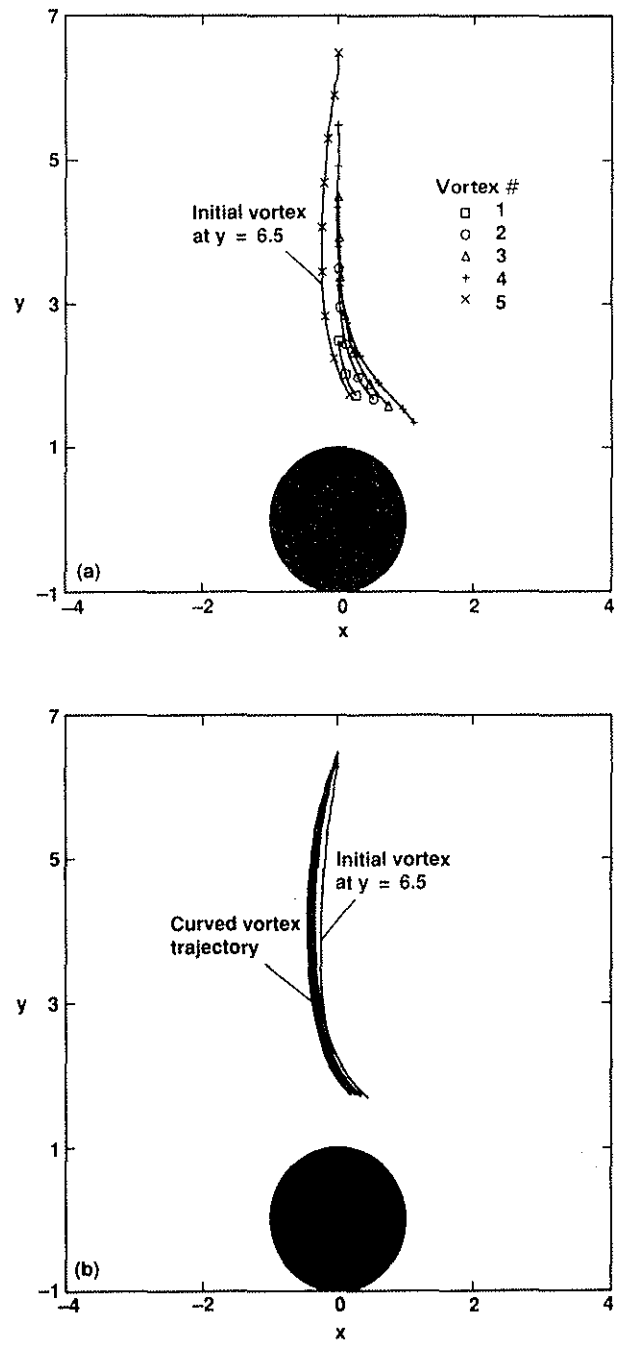 7
5
Initial vortex
at y = 6.5
Vortex #
1
2
3
4
5
y
3
1
(a)
−1
−4
−2
0
2
4
x
7
5
Initial vortex
at y = 6.5
Curved vortex
trajectory
y
3
1
(b)
−1
−4
−2
0
2
4
x